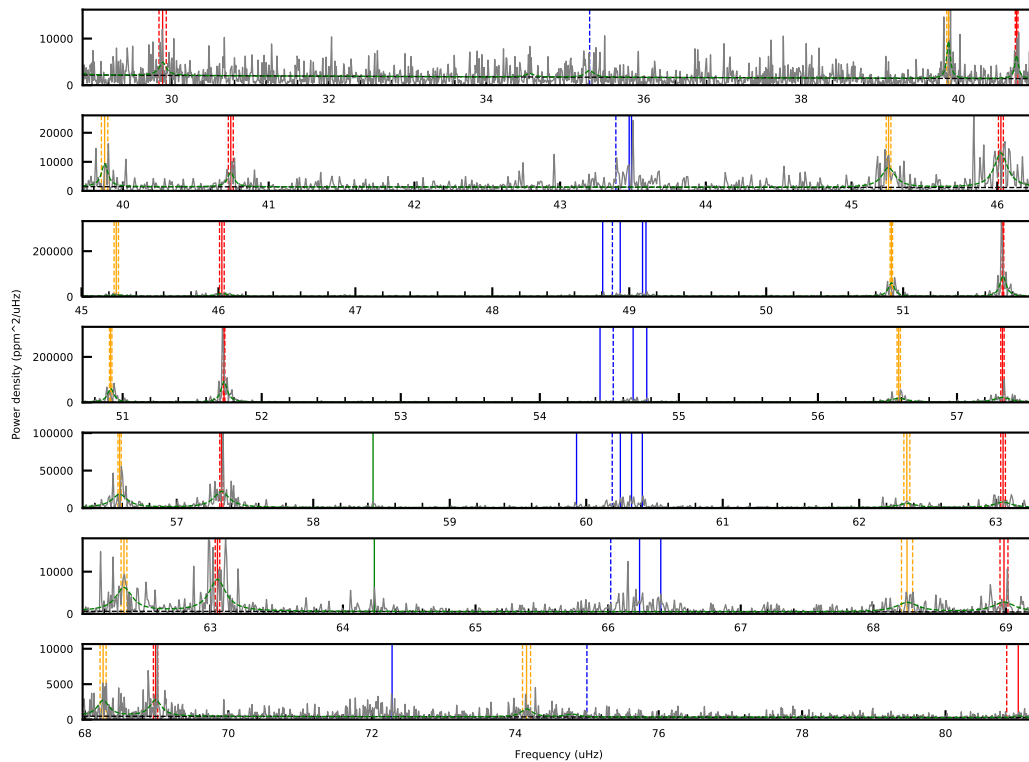 10000
0
30 32 34 36 38 40
20000
10000
0
40 41 42 43 44 45 46
200000
0
45 46 47 48 49 50 51
Power density (ppm^2/uHz)
200000
0
51 52 53 54 55 56 57
100000
50000
0
57 58 59 60 61 62 63
10000
0
63 64 65 66 67 68 69
10000
5000
0
68 70 72 74 76 78 80
Frequency (uHz)